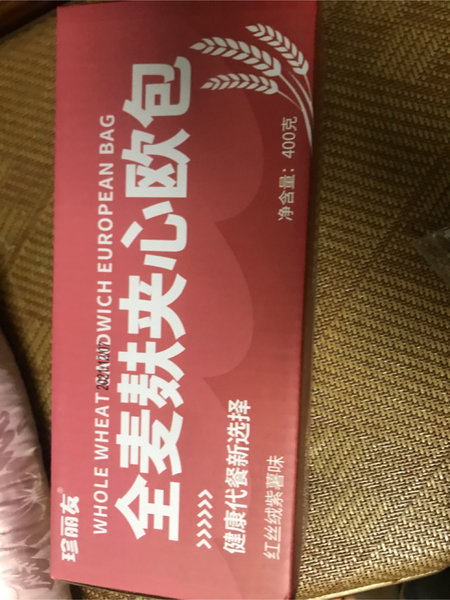 珍丽友®
WHOLE WHEAT SANDWICH EUROPEAN BAG
全麦麸夹心欧包
>>>>>>
健康代餐新选择
红丝绒紫薯味
净含量：400克